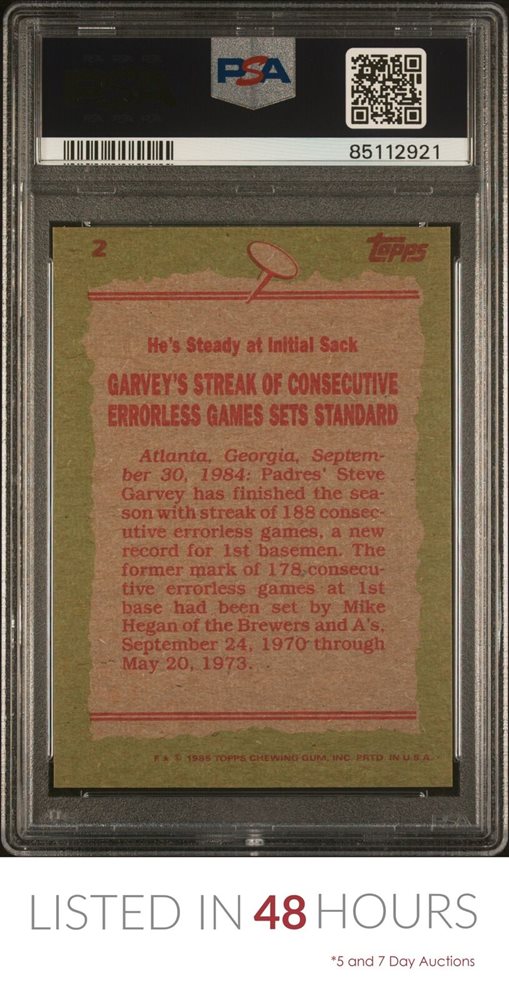 PSA
85112921
2
topps
He's Steady at Initial Sack
GARVEY'S STREAK OF CONSECUTIVE
ERRORLESS GAMES SETS STANDARD
Atlanta, Georgia, Septem-
ber 30, 1984: Padres' Steve
Garvey has finished the sea-
son with streak of 188 consec-
utive errorless games, a new
record for 1st basemen. The
former mark of 178 consecu-
tive errorless games at 1st
base had been set by Mike
Hegan of the Brewers and A's,
September 24, 1970 through
May 20, 1973.
F★ © 1985 TOPPS CHEWING GUM, INC. PRTD. IN U.S.A.
PSA
LISTED IN 48 HOURS
*5 and 7 Day Auctions